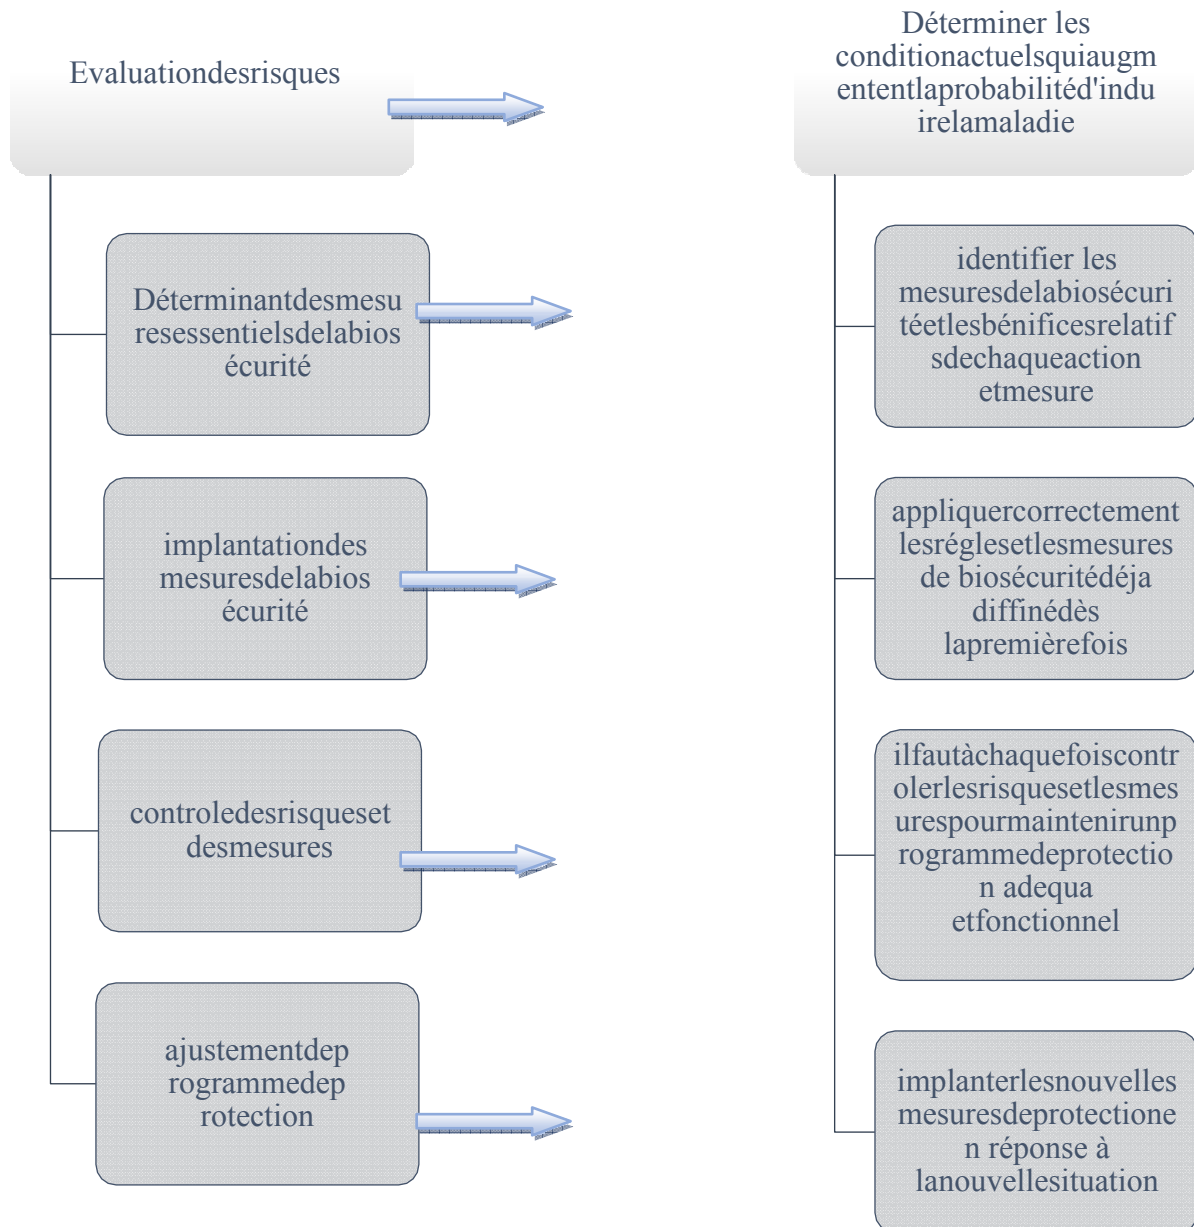 Evaluationdesrisques
Déterminer les
conditionactuelsquiaugm
ententlaprobabilitéd'indu
irelamaladie
Déterminantdesmesu
resessentielsdelabios
écurité
identifier les
mesuresdelabiosécuri
téetlesbénificesrelatif
sdechaqueaction
etmesure
implantationdes
mesuresdelabios
écurité
appliquercorrectement
lesréglesetlesmesures
de biosécuritédéja
diffinédès
lapremièrefois
controledesrisqueset
desmesures
ilfautàchaquefoiscontr
olerlesrisquesetlesmes
urespourmaintenirunp
rogrammedeprotectio
n adequa
etfonctionnel
ajustementdep
rogrammedep
rotection
implanterlesnouvelles
mesuresdeprotectione
n réponse à
lanouvellesituation